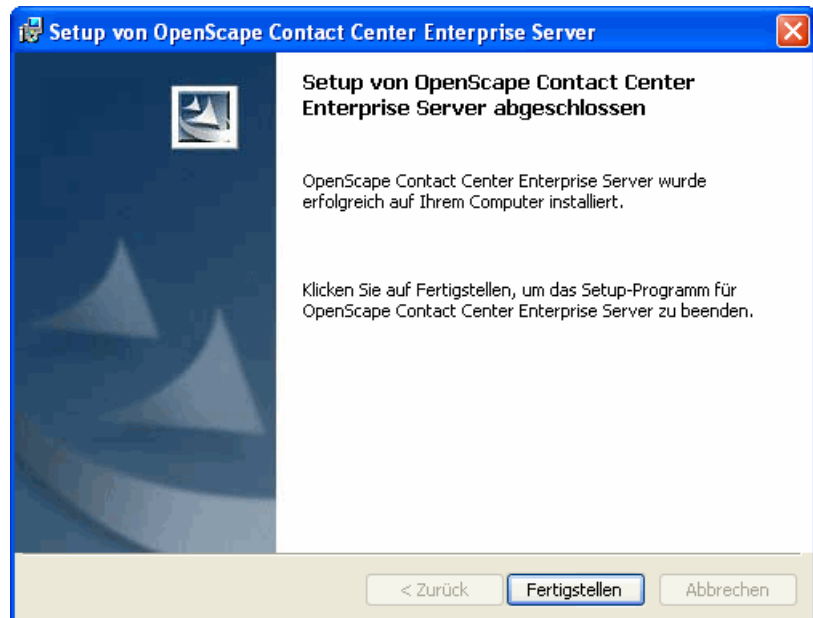 Setup von OpenScape Contact Center Enterprise Server
Setup von OpenScape Contact Center
Enterprise Server abgeschlossen
OpenScape Contact Center Enterprise Server wurde
erfolgreich auf Ihrem Computer installiert.
Klicken Sie auf Fertigstellen, um das Setup-Programm für
OpenScape Contact Center Enterprise Server zu beenden.
< Zurück
Fertigstellen
Abbrechen